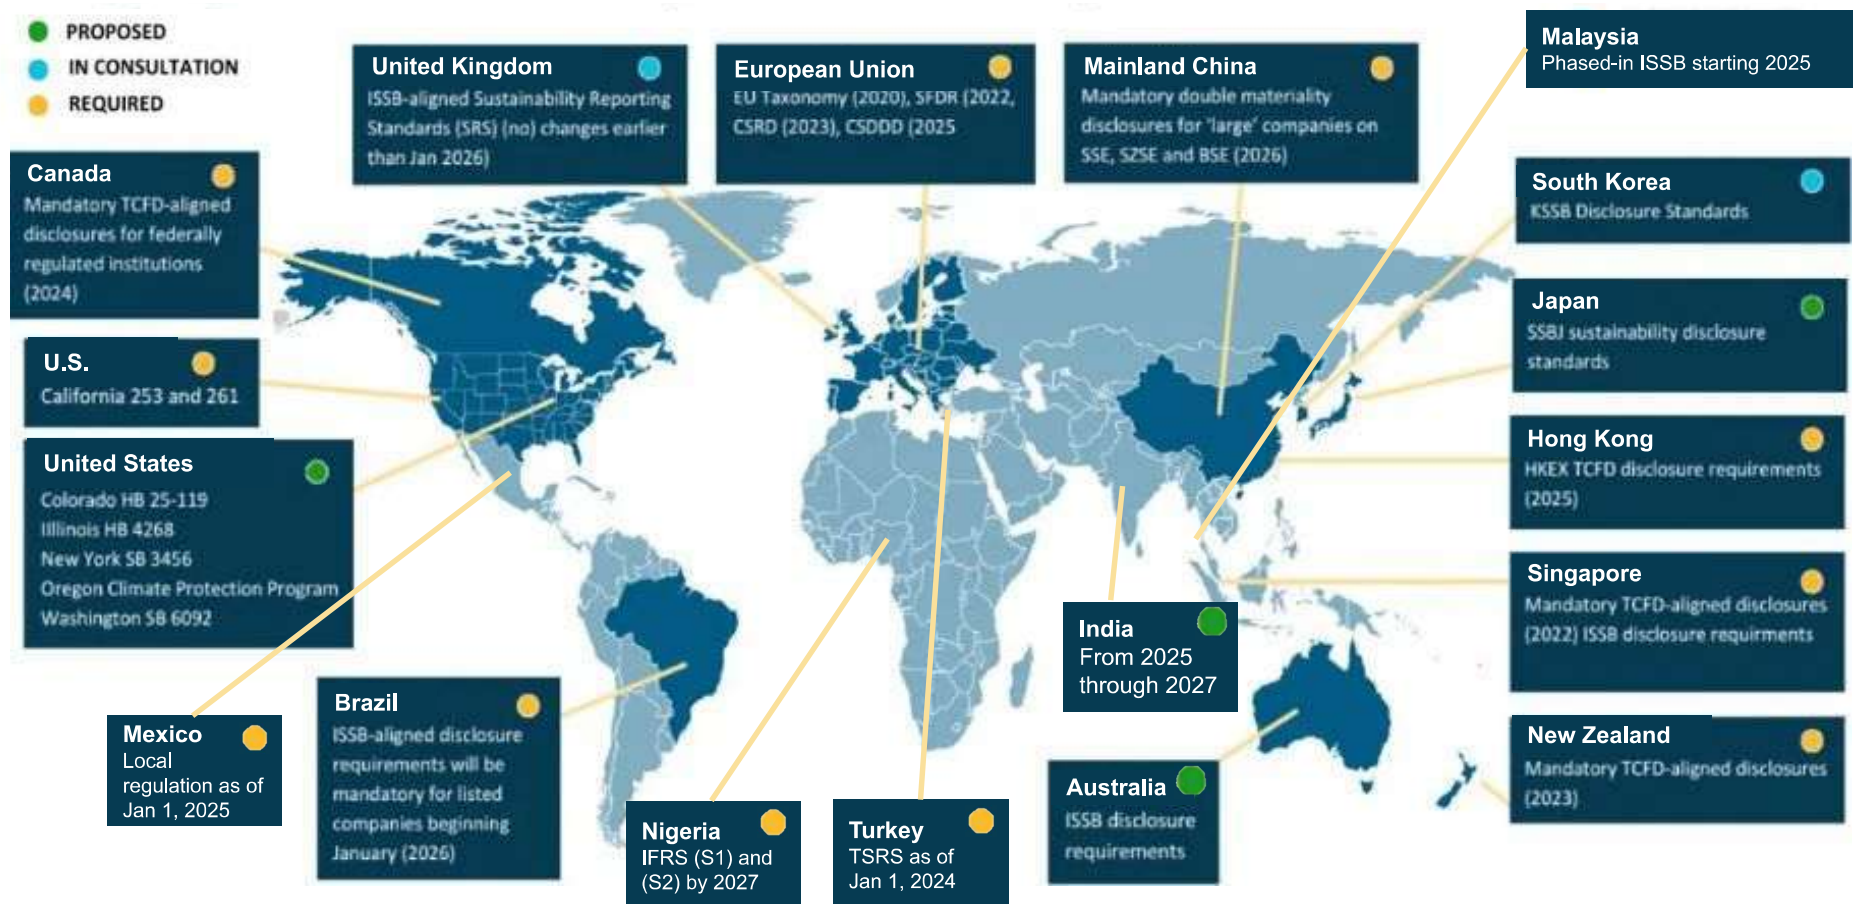 PROPOSED
IN CONSULTATION
REQUIRED
United Kingdom
ISSB-aligned Sustainability Reporting
Standards (SRS) (no) changes earlier
than Jan 2026)
European Union
EU Taxonomy (2020), SFDR (2022,
CSRD (2023), CSDDD (2025
Mainland China
Mandatory double materiality
disclosures for 'large' companies on
SSE, SZSE and BSE (2026)
Malaysia
Phased-in ISSB starting 2025
Canada
Mandatory TCFD-aligned
disclosures for federally
regulated institutions
(2024)
South Korea
KSSB Disclosure Standards
U.S.
California 253 and 261
Japan
SSBJ sustainability disclosure
standards
United States
Colorado HB 25-119
Illlinois HB 4268
New York SB 3456
Oregon Climate Protection Program
Washington SB 6092
Hong Kong
HKEX TCFD disclosure requirements
(2025)
Singapore
Mandatory TCFD-aligned disclosures
(2022) ISSB disclosure requirments
India
From 2025
through 2027
Mexico
Local
regulation as of
Jan 1, 2025
Brazil
ISSB-aligned disclosure
requirements will be
mandatory for listed
companies beginning
January (2026)
Nigeria
IFRS (S1) and
(S2) by 2027
Turkey
TSRS as of
Jan 1, 2024
Australia
ISSB disclosure
requirements
New Zealand
Mandatory TCFD-aligned disclosures
(2023)